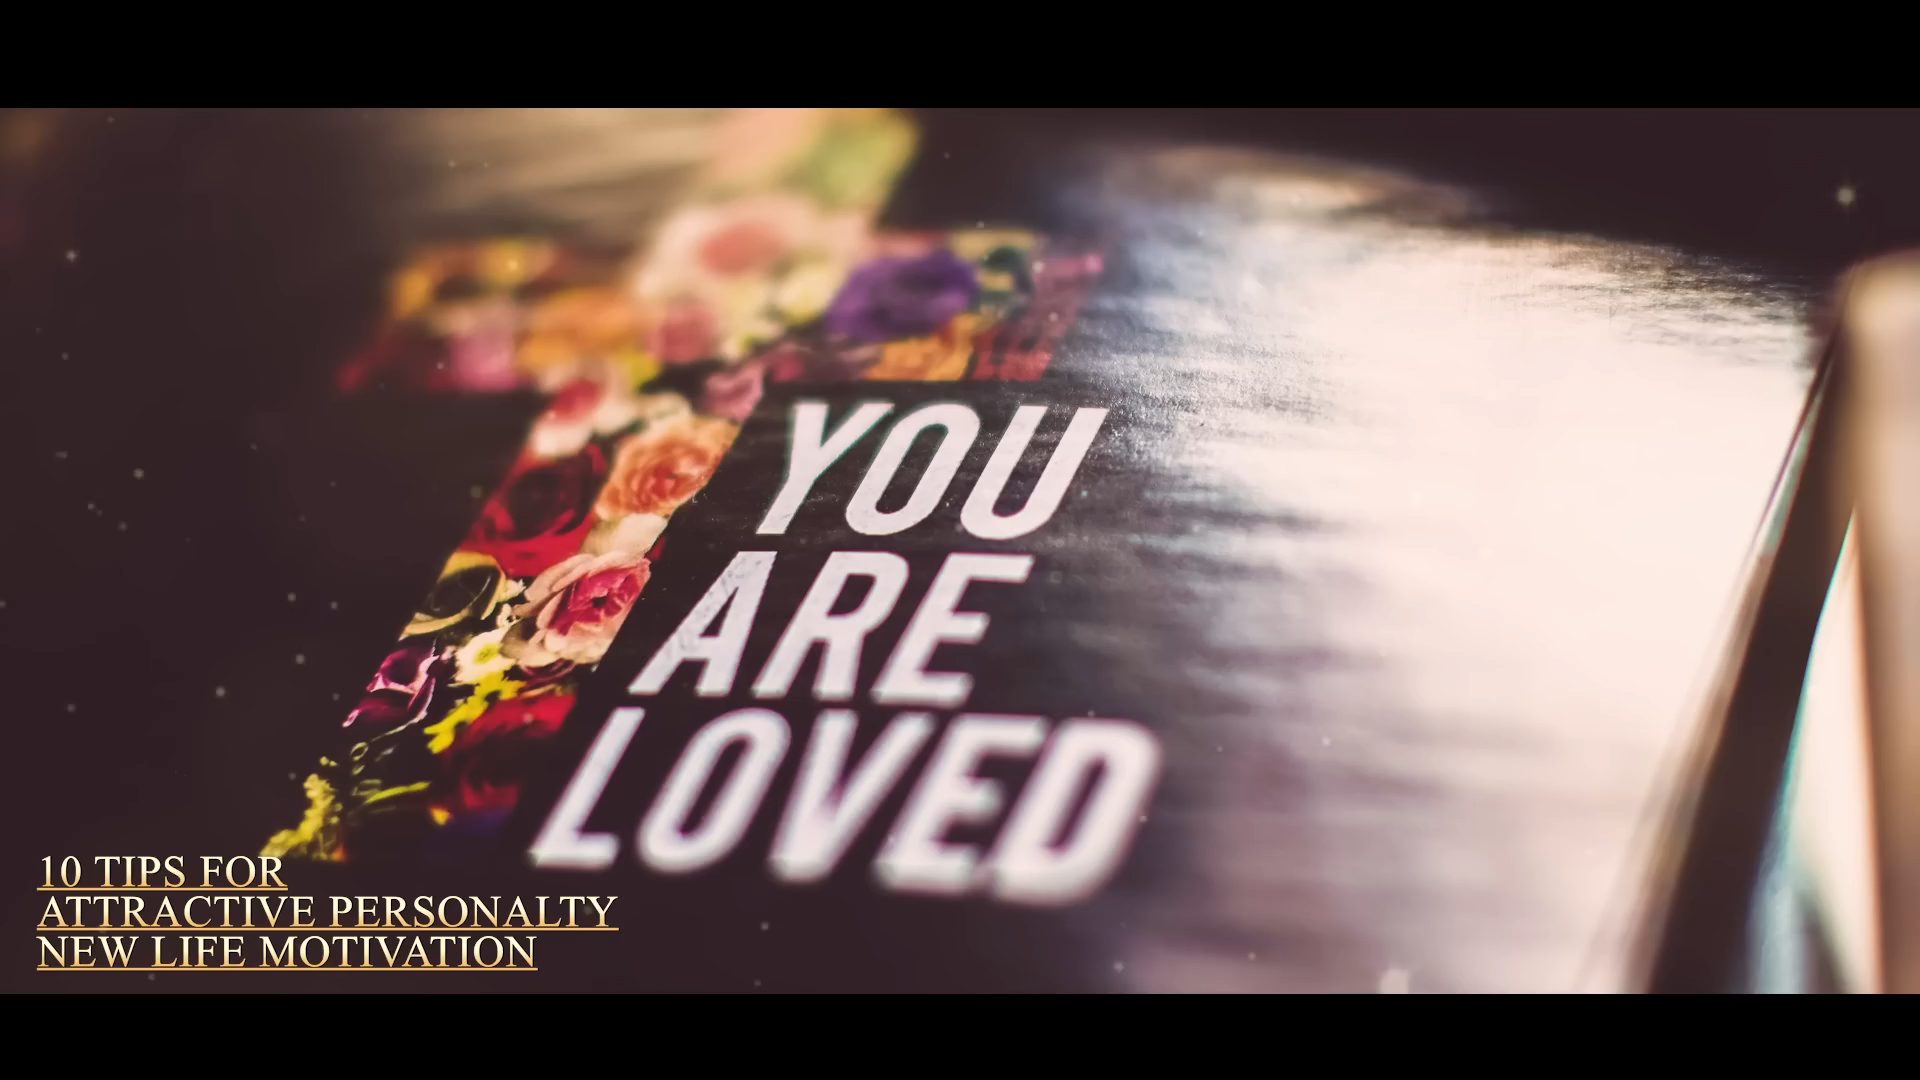 YOU
ARE
LOVED
10 TIPS FOR
ATTRACTIVE PERSONALTY
NEW LIFE MOTIVATION